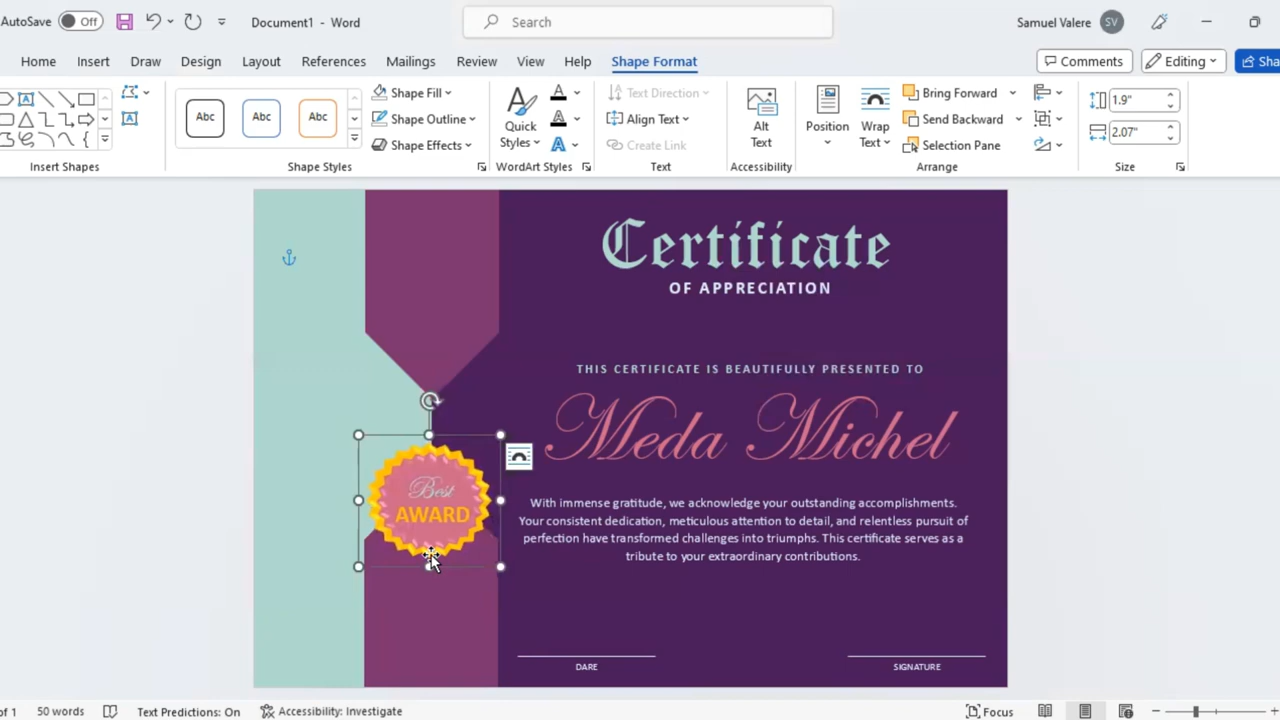 AutoSave Off Document1 - Word Search Samuel Valere SV
Home Insert Draw Design Layout References Mailings Review View Help Shape Format Comments Editing Sha
Abc Abc Abc
Shape Fill
Shape Outline
Shape Effects
Quick Styles
Text Direction
Align Text
Create Link
Alt Text
Position
Wrap Text
Bring Forward
Send Backward
Selection Pane
1.9"
2.07"
Insert Shapes Shape Styles WordArt Styles Text Accessibility Arrange Size
Certificate
OF APPRECIATION
THIS CERTIFICATE IS BEAUTIFULLY PRESENTED TO
Meda Michel
Best
AWARD
With immense gratitude, we acknowledge your outstanding accomplishments.
Your consistent dedication, meticulous attention to detail, and relentless pursuit of
perfection have transformed challenges into triumphs. This certificate serves as a
tribute to your extraordinary contributions.
DARE SIGNATURE
of 1 50 words Text Predictions: On Accessibility: Investigate Focus